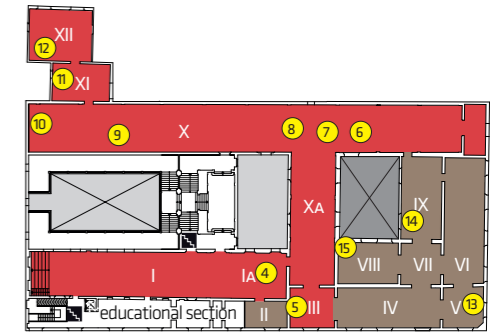 XII
12
11
XI
10
9
X
8
7
6
XA
IX
14
15
I
IA
4
VIII
VII
VI
educational section
II
5
III
IV
V
13